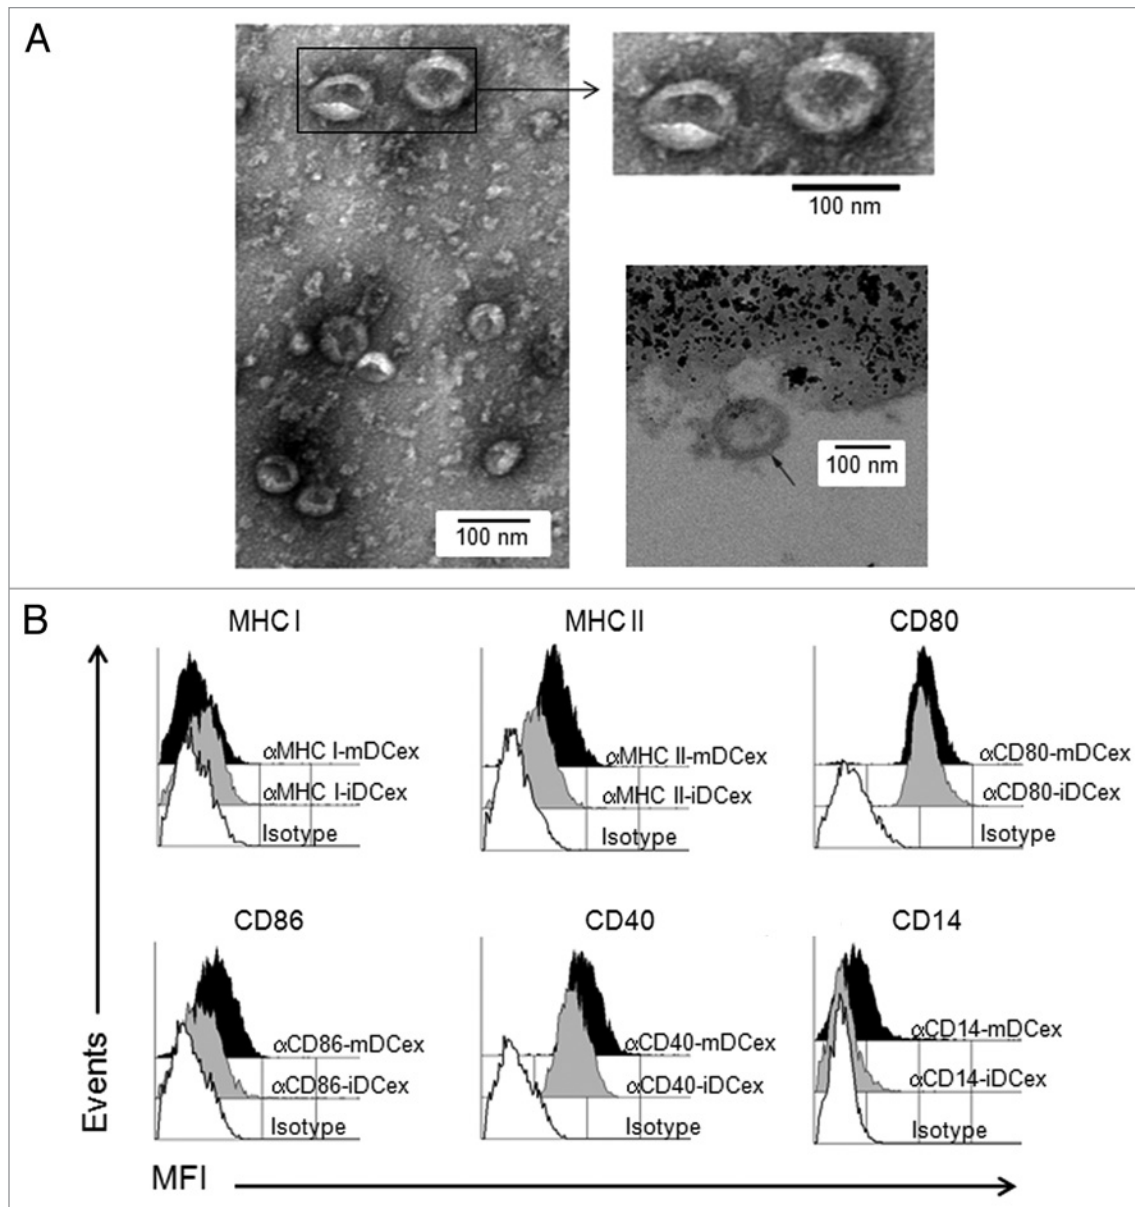 A
100 nm
100 nm
100 nm
B
MHC I
MHC II
CD80
αMHC I-mDCex
αMHC I-iDCex
Isotype
αMHC II-mDCex
αMHC II-iDCex
Isotype
αCD80-mDCex
αCD80-iDCex
Isotype
CD86
CD40
CD14
αCD86-mDCex
αCD86-iDCex
Isotype
αCD40-mDCex
αCD40-iDCex
Isotype
αCD14-mDCex
αCD14-iDCex
Isotype
Events
MFI